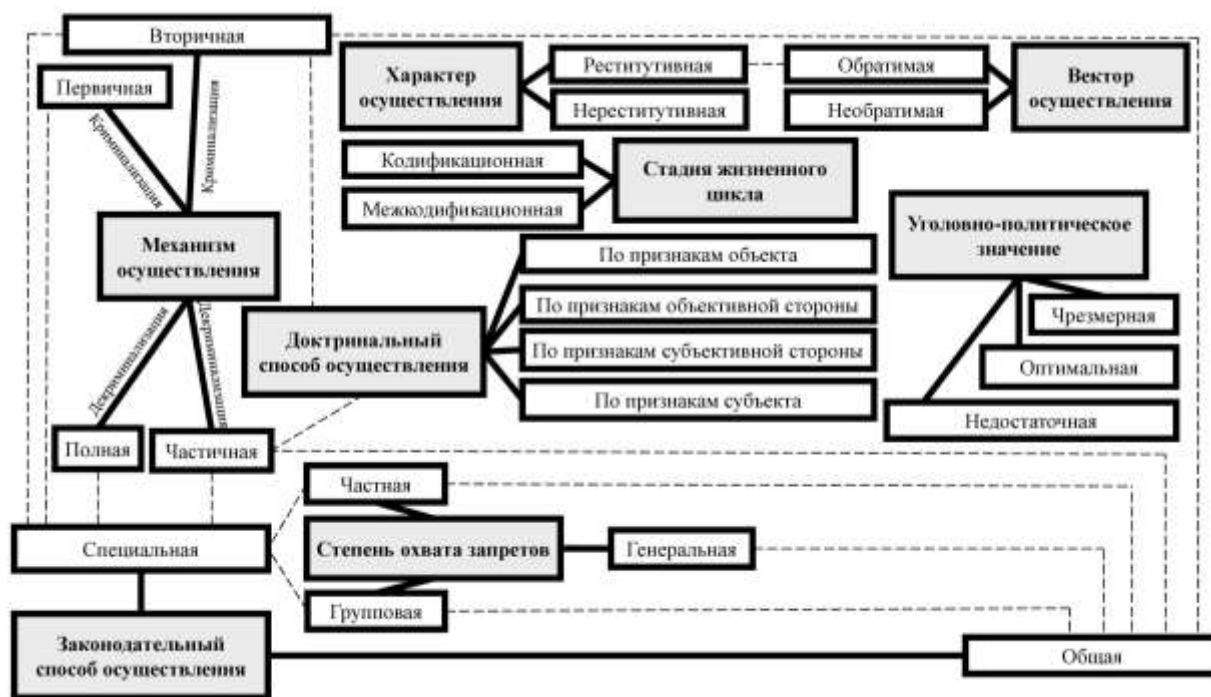 Вторичная
Первичная
Криминализация
Криминализация
Механизм
осуществления
Декриминализация
Декриминализация
Полная
Частичная
Характер
осуществления
Реститутивная
Нереститутивная
Обратимая
Необратимая
Вектор
осуществления
Кодификационная
Межкодификационная
Стадия жизненного
цикла
Доктринальный
способ осуществления
По признакам объекта
По признакам объективной стороны
По признакам субъективной стороны
По признакам субъекта
Уголовно-политическое
значение
Чрезмерная
Оптимальная
Недостаточная
Специальная
Частная
Степень охвата запретов
Генеральная
Групповая
Законодательный
способ осуществления
Общая